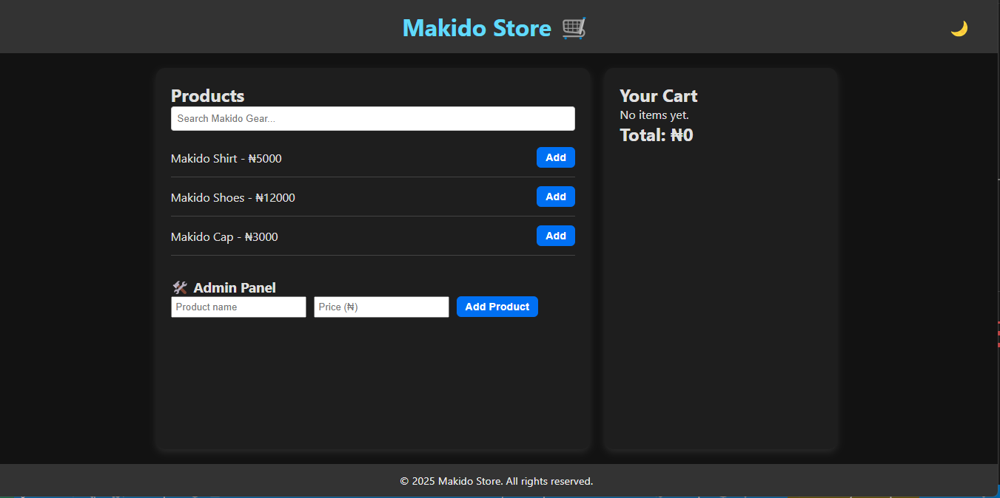 Makido Store 🛒
🌙
Products
Search Makido Gear...
Makido Shirt - ₦5000
Add
Makido Shoes - ₦12000
Add
Makido Cap - ₦3000
Add
🛠️ Admin Panel
Product name
Price (₦)
Add Product
Your Cart
No items yet.
Total: ₦0
© 2025 Makido Store. All rights reserved.